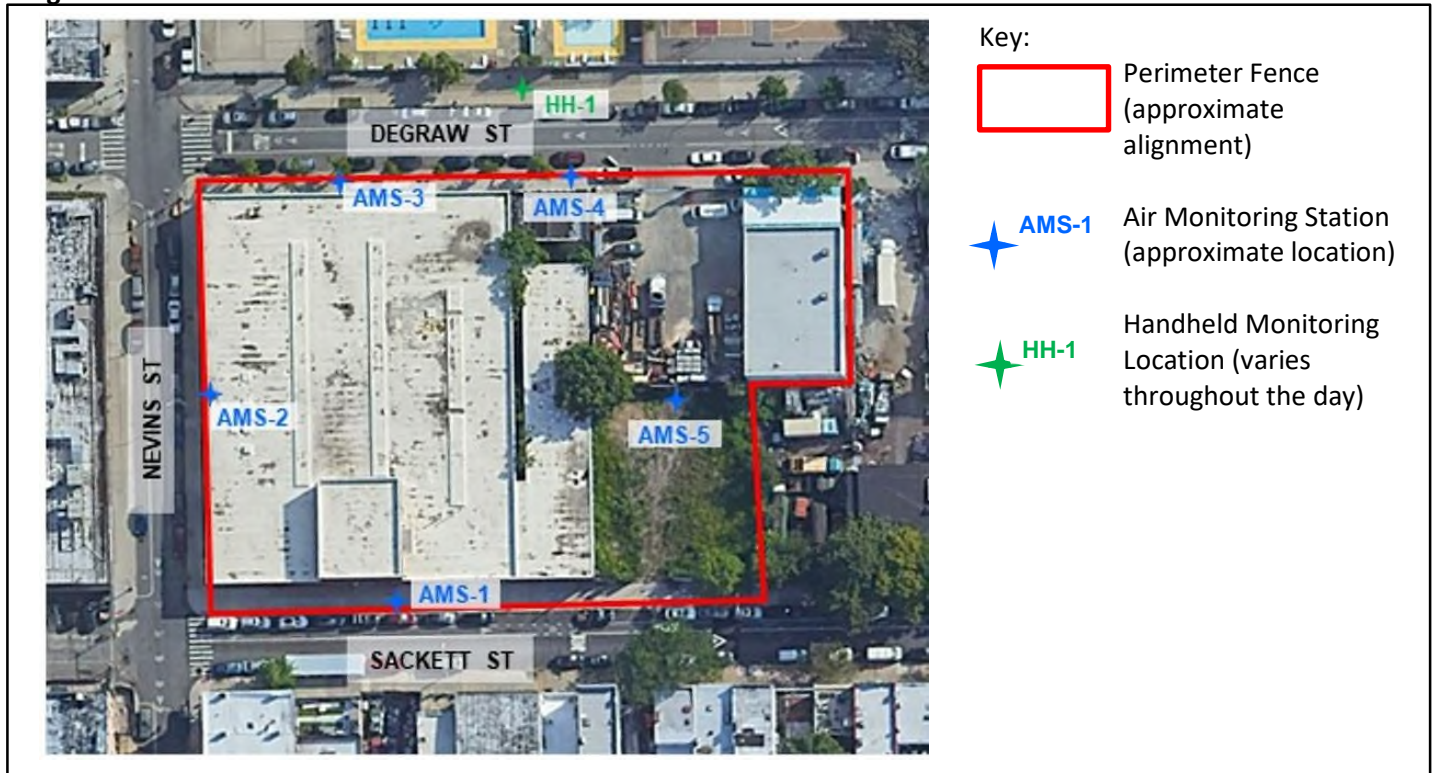 HH-1
DEGRAW ST
AMS-3
AMS-4
AMS-2
NEVINS ST
AMS-5
AMS-1
SACKETT ST
Key:
Perimeter Fence
(approximate
alignment)
AMS-1
Air Monitoring Station
(approximate location)
HH-1
Handheld Monitoring
Location (varies
throughout the day)